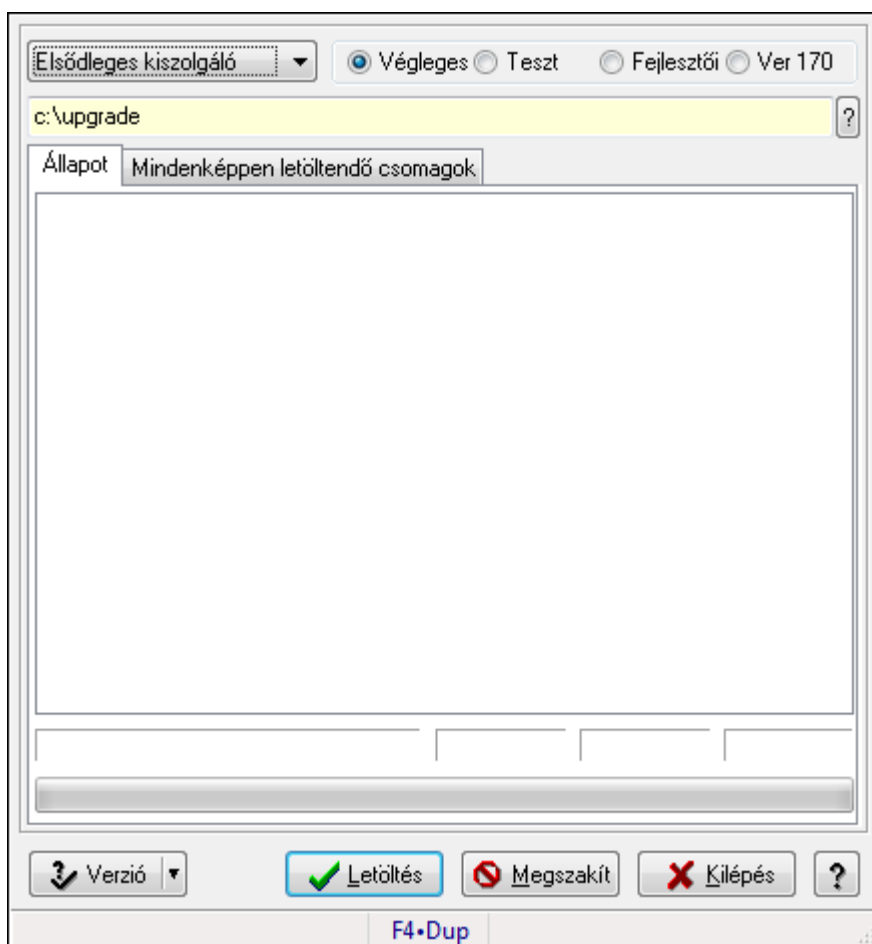 Elsődleges kiszolgáló Végleges Teszt Fejlesztői Ver 170
c:\upgrade ?
Állapot Mindenképpen letöltendő csomagok
Verzió Letöltés Megszakít Kilépés ?
F4•Dup